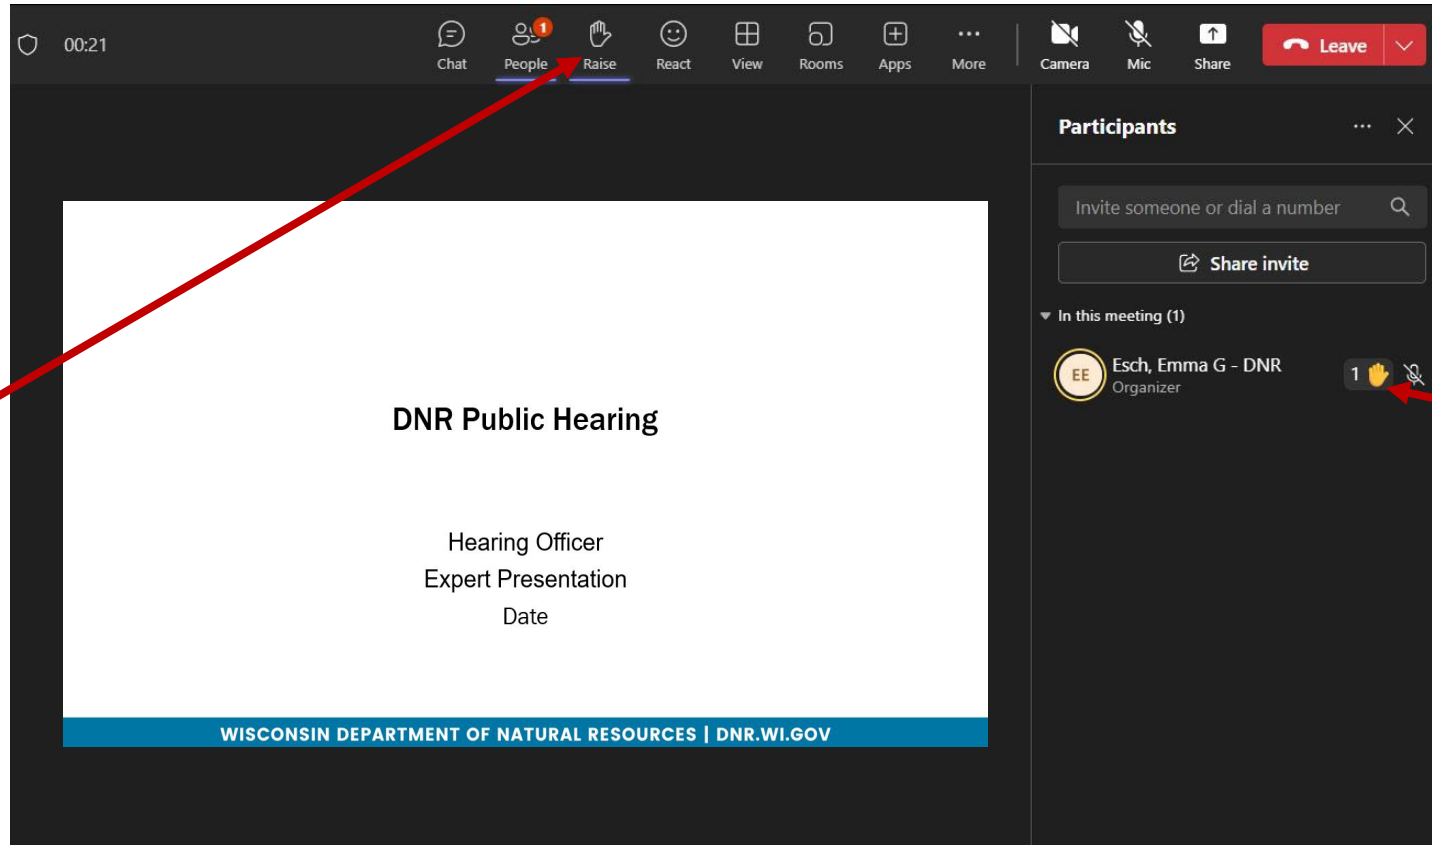 00:21
Chat
People
1
Raise
React
View
Rooms
Apps
More
Camera
Mic
Share
Leave
Participants
Invite someone or dial a number
Share invite
In this meeting (1)
EE
Esch, Emma G - DNR
Organizer
1
DNR Public Hearing
Hearing Officer
Expert Presentation
Date
WISCONSIN DEPARTMENT OF NATURAL RESOURCES | DNR.WI.GOV